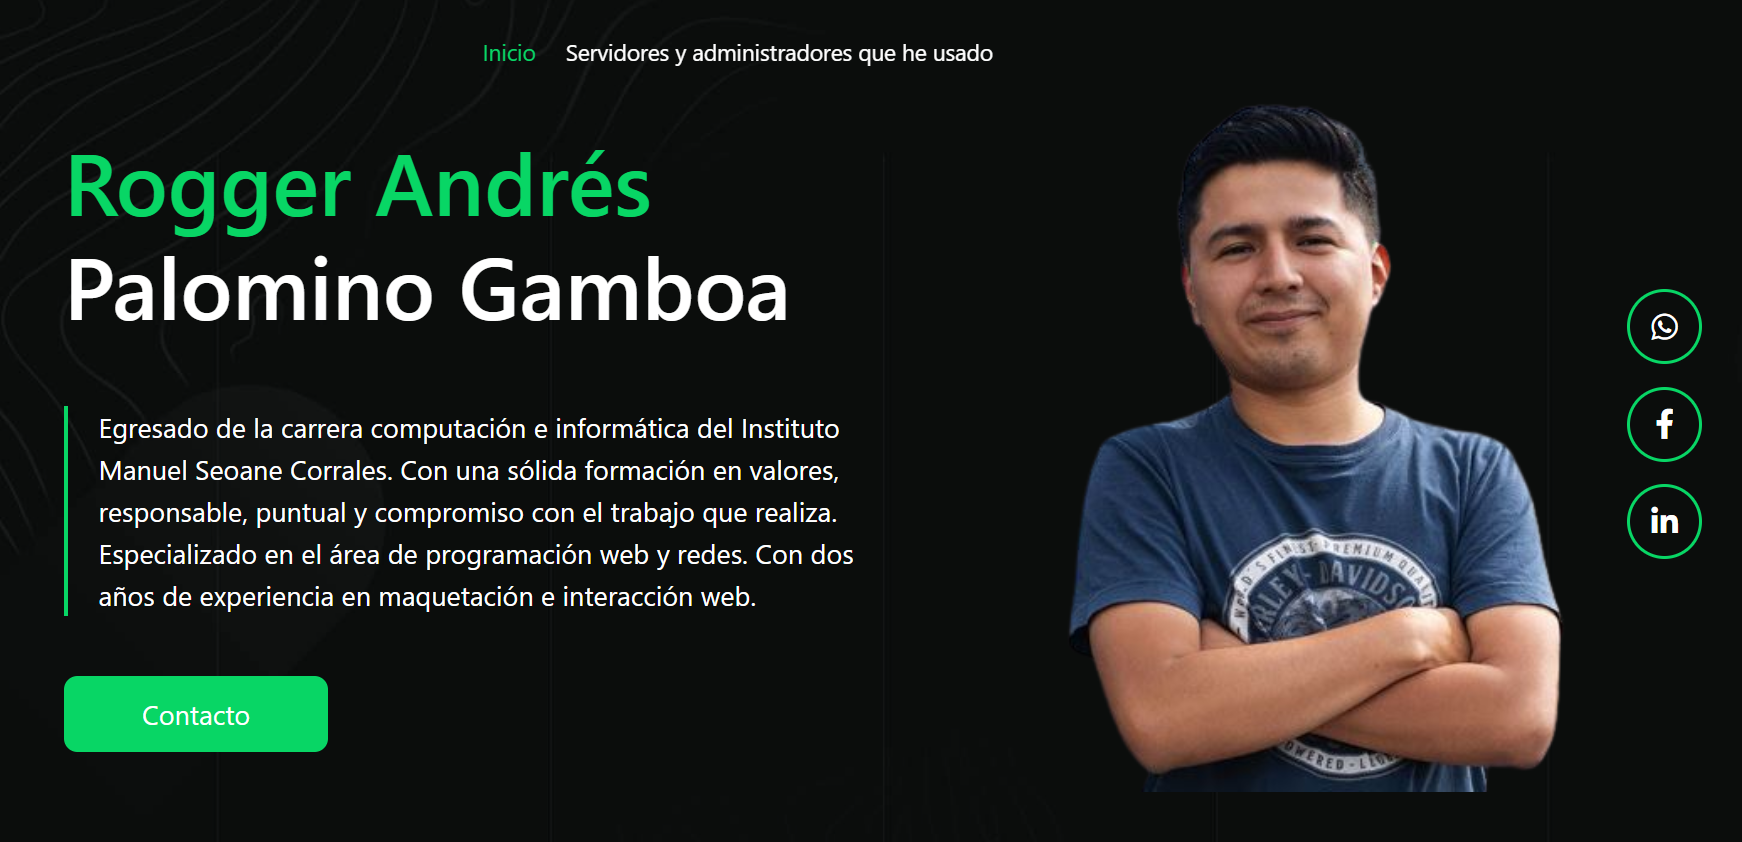 Inicio Servidores y administradores que he usado
Rogger Andrés
Palomino Gamboa
Egresado de la carrera computación e informática del Instituto
Manuel Seoane Corrales. Con una sólida formación en valores,
responsable, puntual y compromiso con el trabajo que realiza.
Especializado en el área de programación web y redes. Con dos
años de experiencia en maquetación e interacción web.
Contacto
PREMIUM